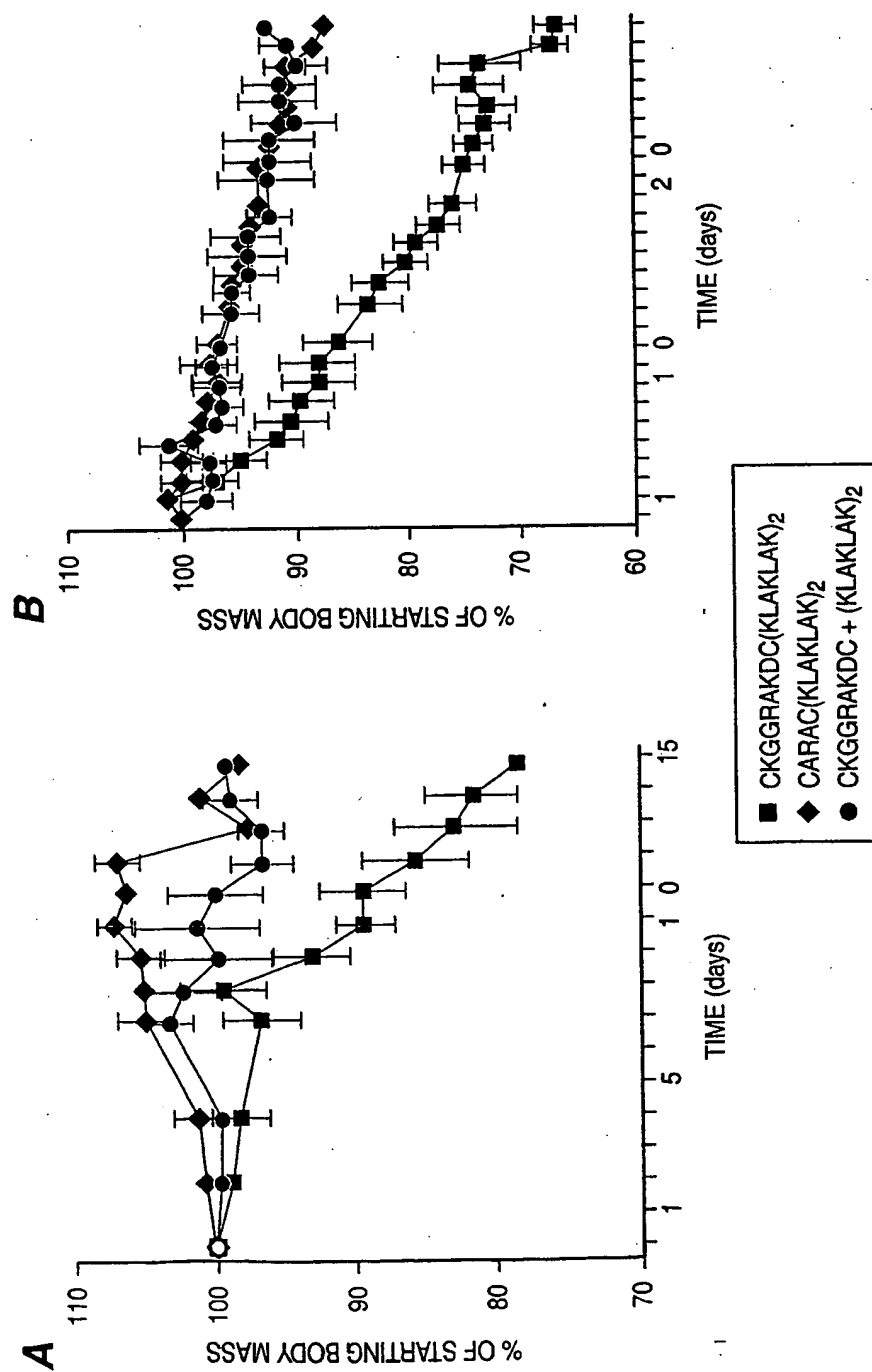 A
% OF STARTING BODY MASS
110
100
90
80
70
1
5
1 0
15
TIME (days)
B
% OF STARTING BODY MASS
110
100
90
80
70
60
1
1 0
2 0
TIME (days)
CKGGRAKDC(KLAKLAK)2
CARAC(KLAKLAK)2
CKGGRAKDC + (KLAKLAK)2